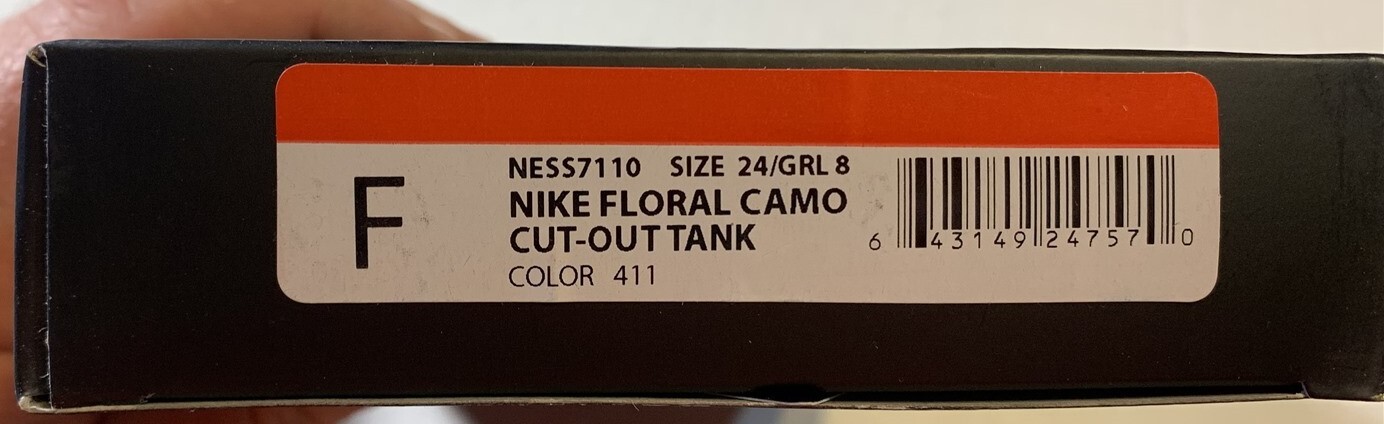 F
NESS7110 SIZE 24/GRL 8
NIKE FLORAL CAMO
CUT-OUT TANK
COLOR 411
6 43149 24757 0